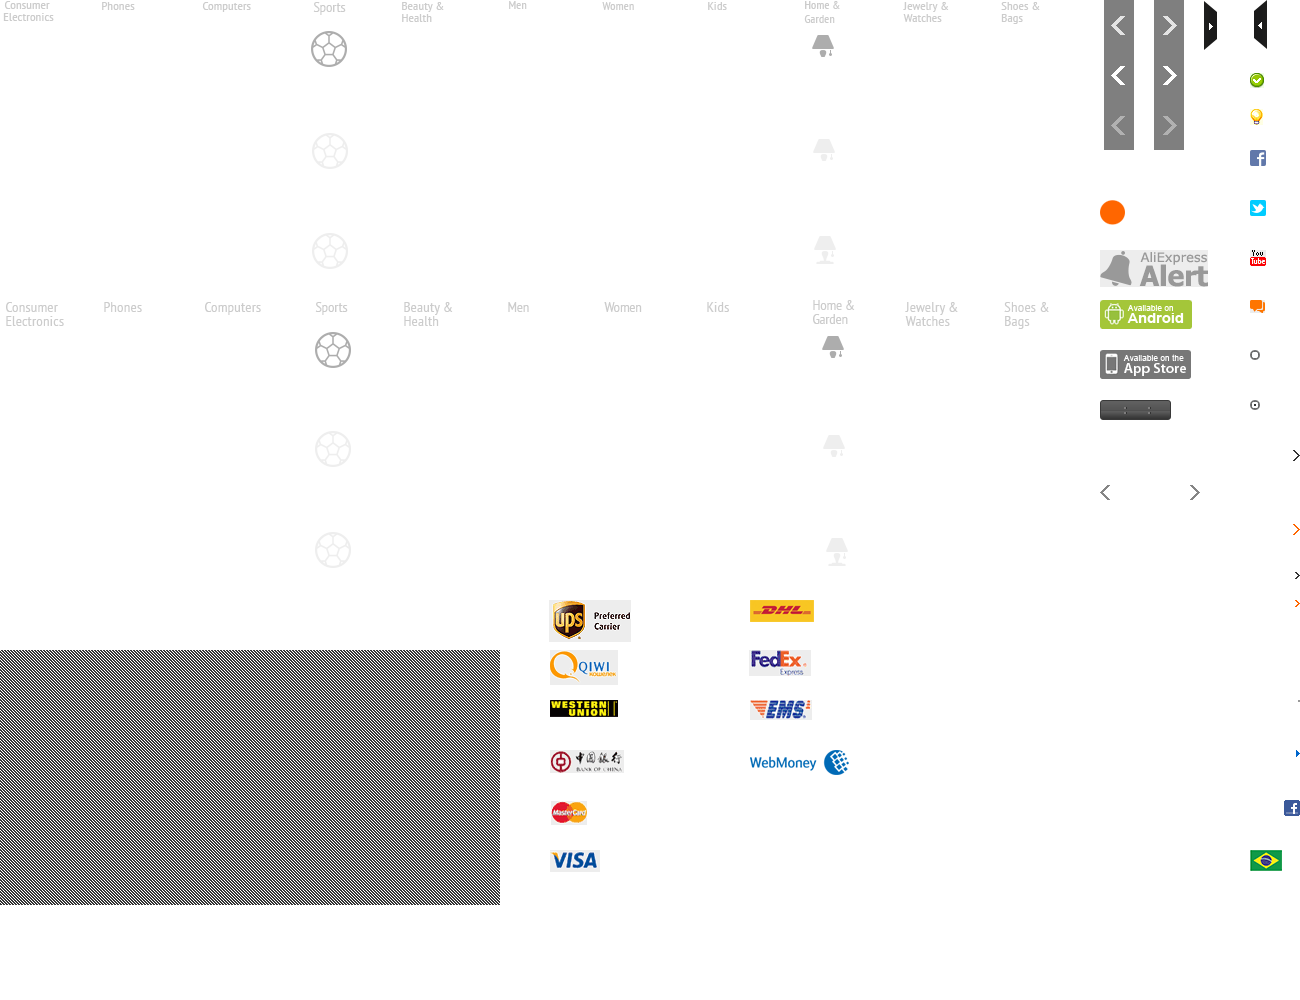 Consumer
Electronics
Phones
Computers
Sports
Beauty &
Health
Men
Women
Kids
Home &
Garden
Jewelry &
Watches
Shoes &
Bags
You
Tube
AliExpress
Alert
Available on
Android
Available on the
App Store
Consumer
Electronics
Phones
Computers
Sports
Beauty &
Health
Men
Women
Kids
Home &
Garden
Jewelry &
Watches
Shoes &
Bags
ups
Preferred
Carrier
DHL
QIWI
КОШЕЛЕК
FedEx
Express
WESTERN
UNION
EMS
中国银行
BANK OF CHINA
WebMoney
MasterCard
VISA